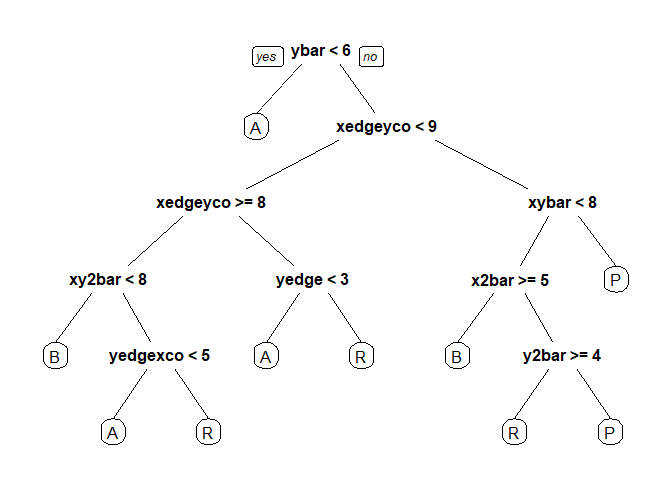 yes ybar < 6 no
A xedgeyco < 9
xedgeyco >= 8 xybar < 8
xy2bar < 8 yedge < 3 x2bar >= 5 P
B yedgexco < 5 A R B y2bar >= 4
A R R P